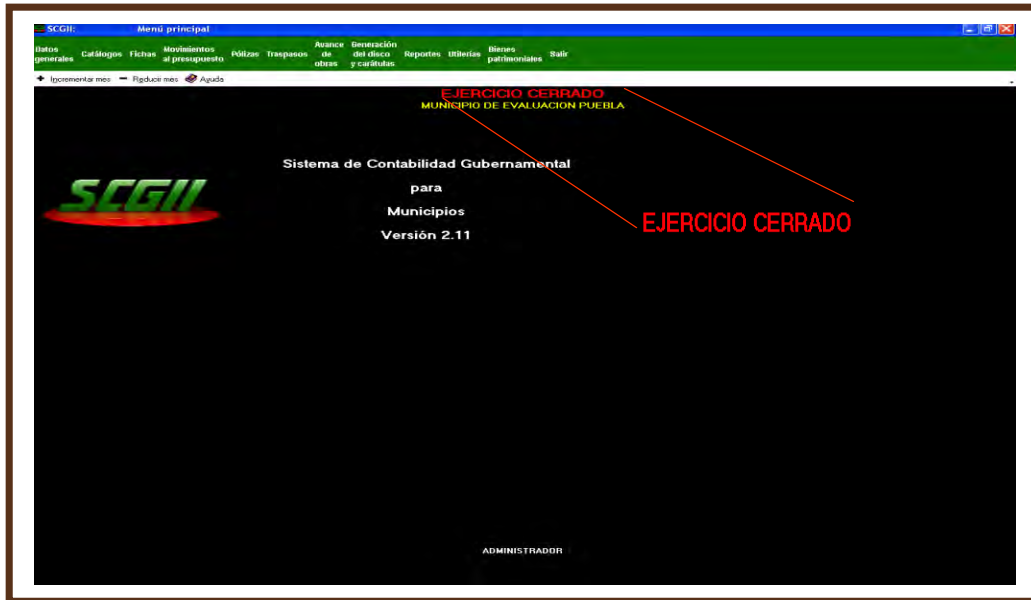 SCGII: Menú principal
Datos generales Catálogos Fichas Movimientos al presupuesto Pólizas Traspasos Avance de obras Generación del disco y carátulas Reportes Utilerías Bienes patrimoniales Salir
Incrementar mes Reducir mes Ayuda
EJERCICIO CERRADO
MUNICIPIO DE EVALUACION PUEBLA
Sistema de Contabilidad Gubernamental
para
Municipios
Versión 2.11
SCGII
EJERCICIO CERRADO
ADMINISTRADOR